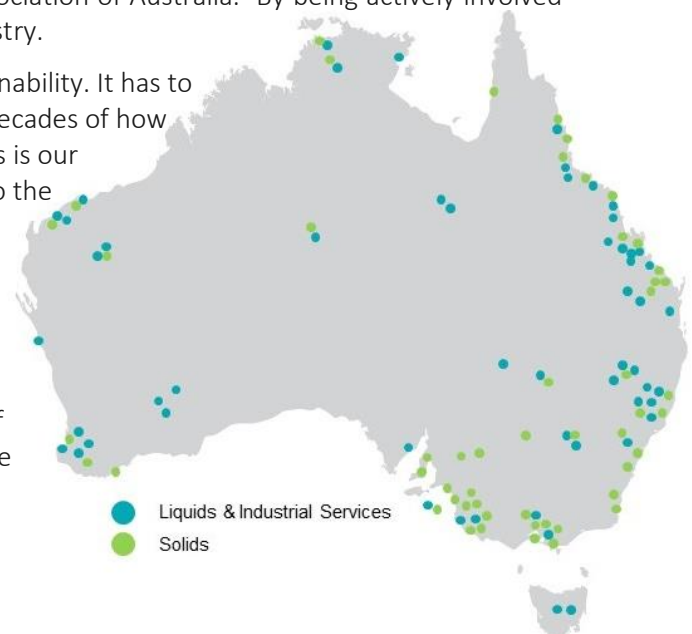 sociation of Australia. By being actively involved
stry.
nability. It has to
ecades of how
s is our
o the
f
e
Liquids & Industrial Services
Solids